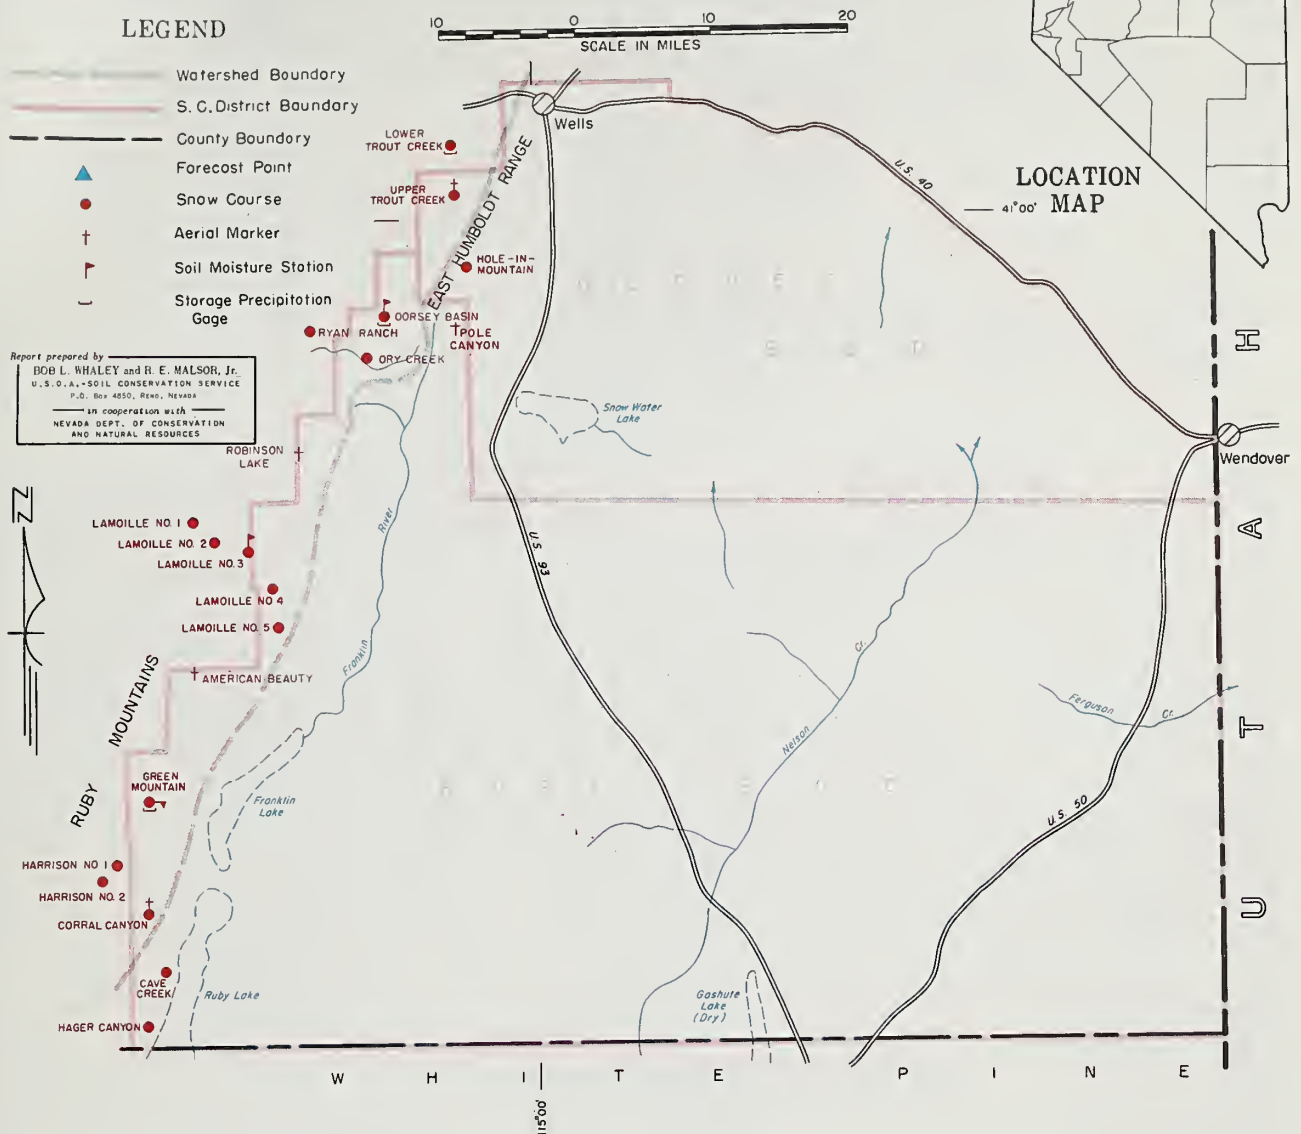 LEGEND
Watershed Boundary
S.C. District Boundary
County Boundary
Forecost Point
Snow Course
Aerial Marker
Soil Moisture Station
Storage Precipitation
Gage
10 0 10 20
SCALE IN MILES
Report prepared by
BOB L. WHALEY and R. E. MALSOR, Jr.
U.S.D.A.-SOIL CONSERVATION SERVICE
P.O. Box 4850, Reno, Nevada
in cooperation with
NEVADA DEPT. OF CONSERVATION
AND NATURAL RESOURCES
LOCATION
MAP
41°00'
Wells
U.S. 40
LOWER
TROUT CREEK
UPPER
TROUT CREEK
EAST HUMBOLDT RANGE
HOLE-IN-
MOUNTAIN
DORSEY BASIN
RYAN RANCH
POLE
CANYON
ORY CREEK
Snow Water
Lake
Wendover
ROBINSON
LAKE
LAMOILLE NO. 1
LAMOILLE NO. 2
LAMOILLE NO. 3
LAMOILLE NO 4
LAMOILLE NO. 5
Franklin
River
U.S. 93
AMERICAN BEAUTY
RUBY
MOUNTAINS
GREEN
MOUNTAIN
Franklin
Lake
Nelson
Cr.
Ferguson
Cr.
U.S. 50
HARRISON NO 1
HARRISON NO. 2
CORRAL CANYON
CAVE
CREEK
Ruby Lake
HAGER CANYON
Goshute
Lake
(Dry)
UTAH
WHITE PINE
115°00'